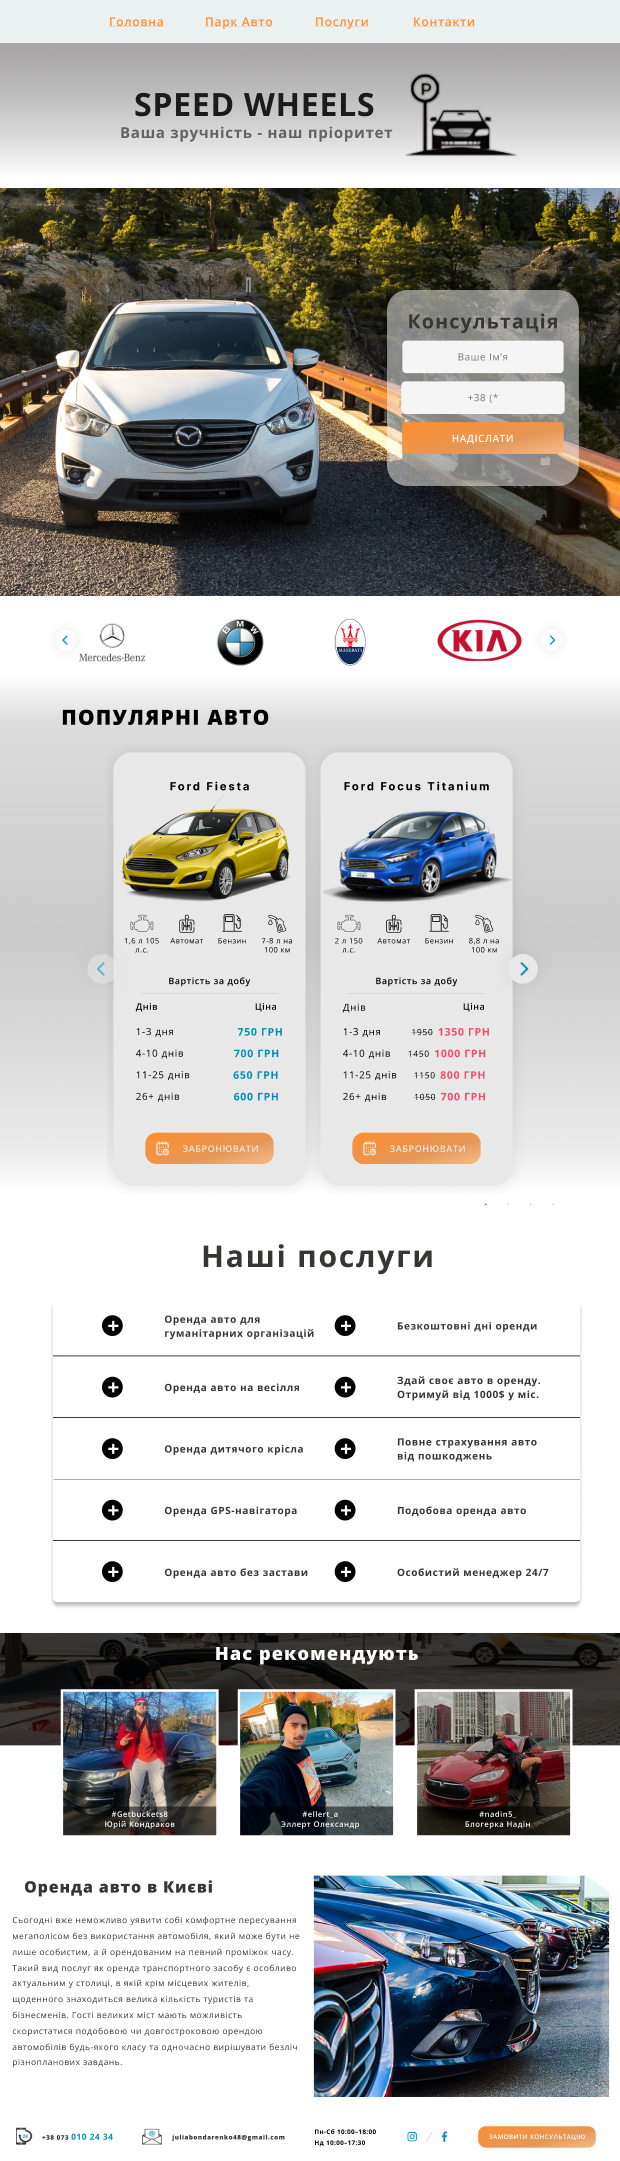 Головна Парк Авто Послуги Контакти
SPEED WHEELS
Ваша зручність - наш пріоритет
P
Консультація
Ваше Ім'я
+38 (*
НАДІСЛАТИ
Mercedes-Benz
BMW
MASERATI
KIA
ПОПУЛЯРНІ АВТО
Ford Fiesta
1,6 л 105 л.с.
Автомат
Бензин
7-8 л на 100 км
Вартість за добу
Днів Ціна
1-3 дня 750 ГРН
4-10 днів 700 ГРН
11-25 днів 650 ГРН
26+ днів 600 ГРН
ЗАБРОНЮВАТИ
Ford Focus Titanium
2 л 150 л.с.
Автомат
Бензин
8,8 л на 100 км
Вартість за добу
Днів Ціна
1-3 дня 1950 1350 ГРН
4-10 днів 1450 1000 ГРН
11-25 днів 1150 800 ГРН
26+ днів 1050 700 ГРН
ЗАБРОНЮВАТИ
Наші послуги
Оренда авто для
гуманітарних організацій
Безкоштовні дні оренди
Оренда авто на весілля
Здай своє авто в оренду.
Отримуй від 1000$ у міс.
Оренда дитячого крісла
Повне страхування авто
від пошкоджень
Оренда GPS-навігатора
Подобова оренда авто
Оренда авто без застави
Особистий менеджер 24/7
Нас рекомендують
#Getbuckets8
Юрій Кондраков
#ellert_a
Эллерт Олександр
#nadin5_
Блогерка Надін
Оренда авто в Києві
Сьогодні вже неможливо уявити собі комфортне пересування
мегаполісом без використання автомобіля, який може бути не
лише особистим, а й орендованим на певний проміжок часу.
Такий вид послуг як оренда транспортного засобу є особливо
актуальним у столиці, в якій крім місцевих жителів,
щоденного знаходиться велика кількість туристів та
бізнесменів. Гості великих міст мають можливість
скористатися подобовою чи довгостроковою орендою
автомобілів будь-якого класу та одночасно вирішувати безліч
різнопланових завдань.
+38 073 010 24 34
juliabondarenko48@gmail.com
Пн-Сб 10:00–18:00
Нд 10:00–17:30
/
ЗАМОВИТИ КОНСУЛЬТАЦІЮ